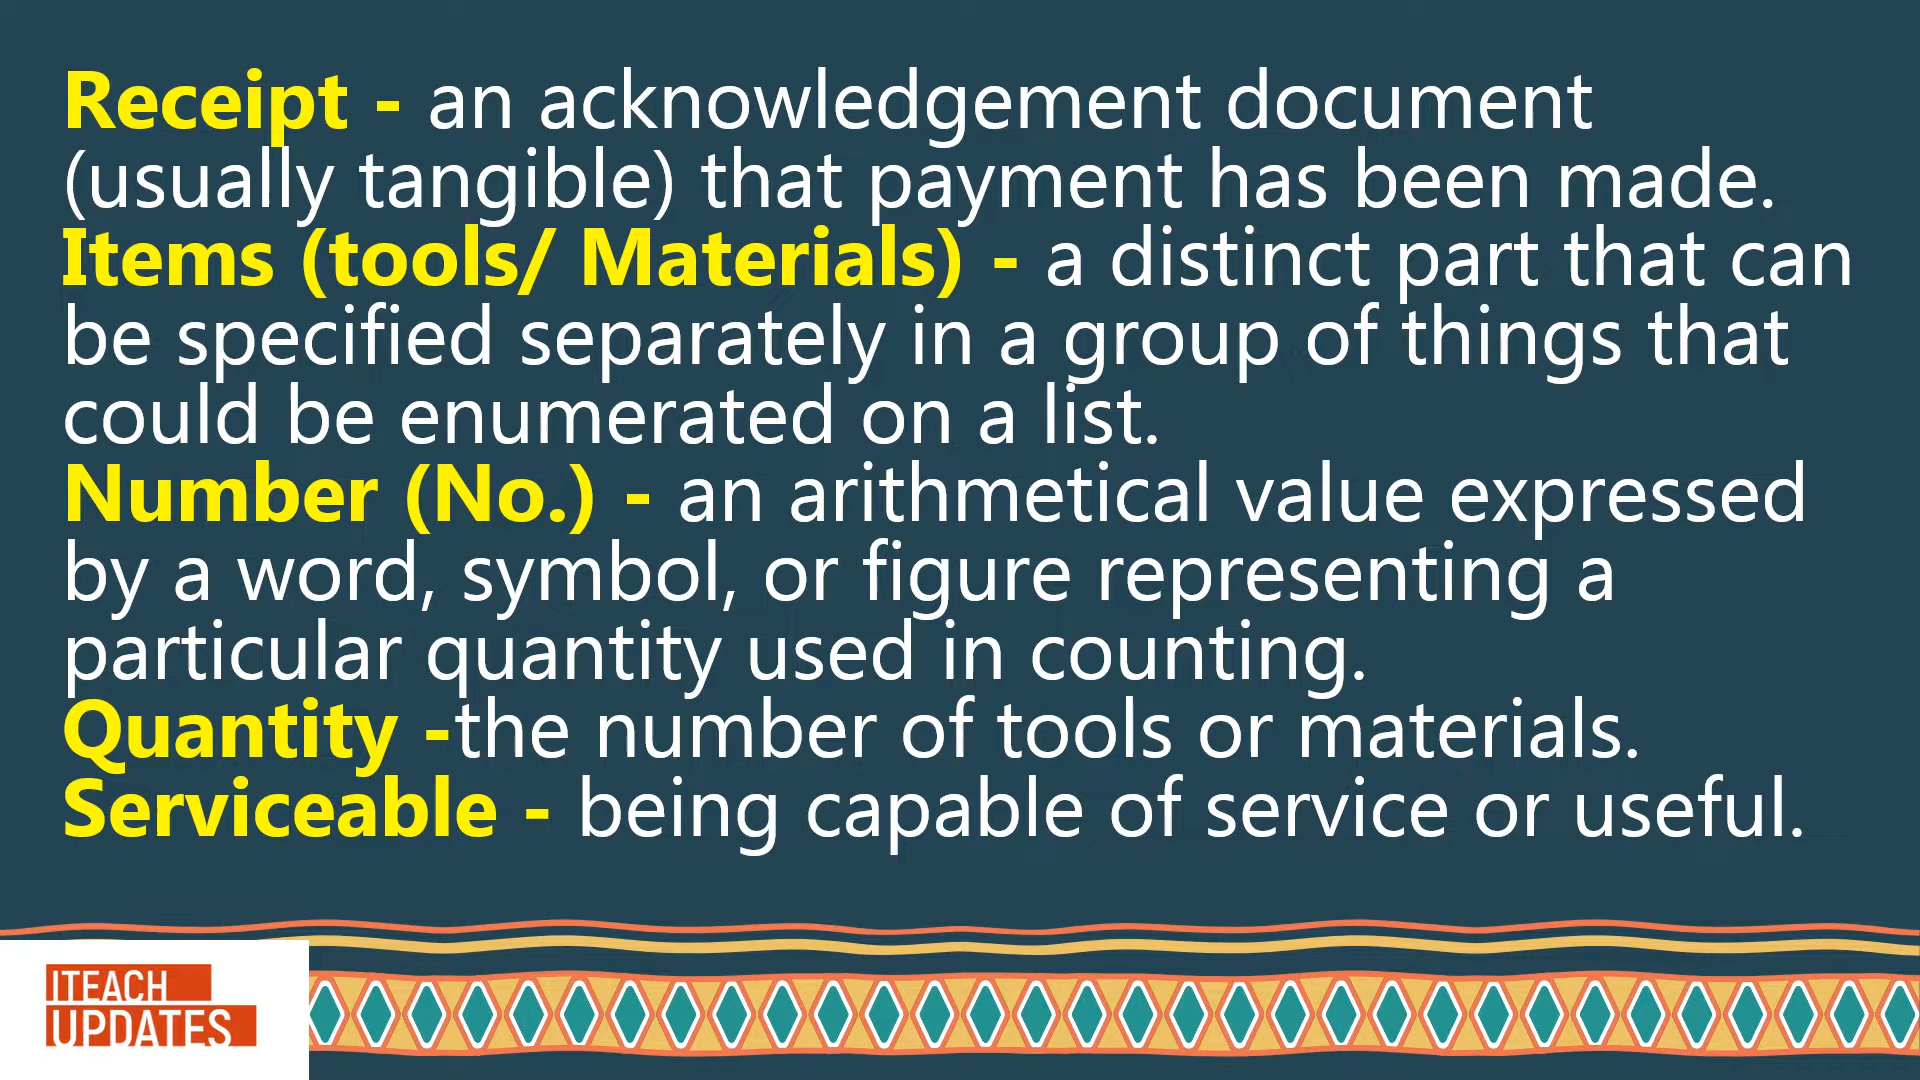 Receipt - an acknowledgement document
(usually tangible) that payment has been made.
Items (tools/ Materials) - a distinct part that can
be specified separately in a group of things that
could be enumerated on a list.
Number (No.) - an arithmetical value expressed
by a word, symbol, or figure representing a
particular quantity used in counting.
Quantity -the number of tools or materials.
Serviceable - being capable of service or useful.
ITEACH
UPDATES